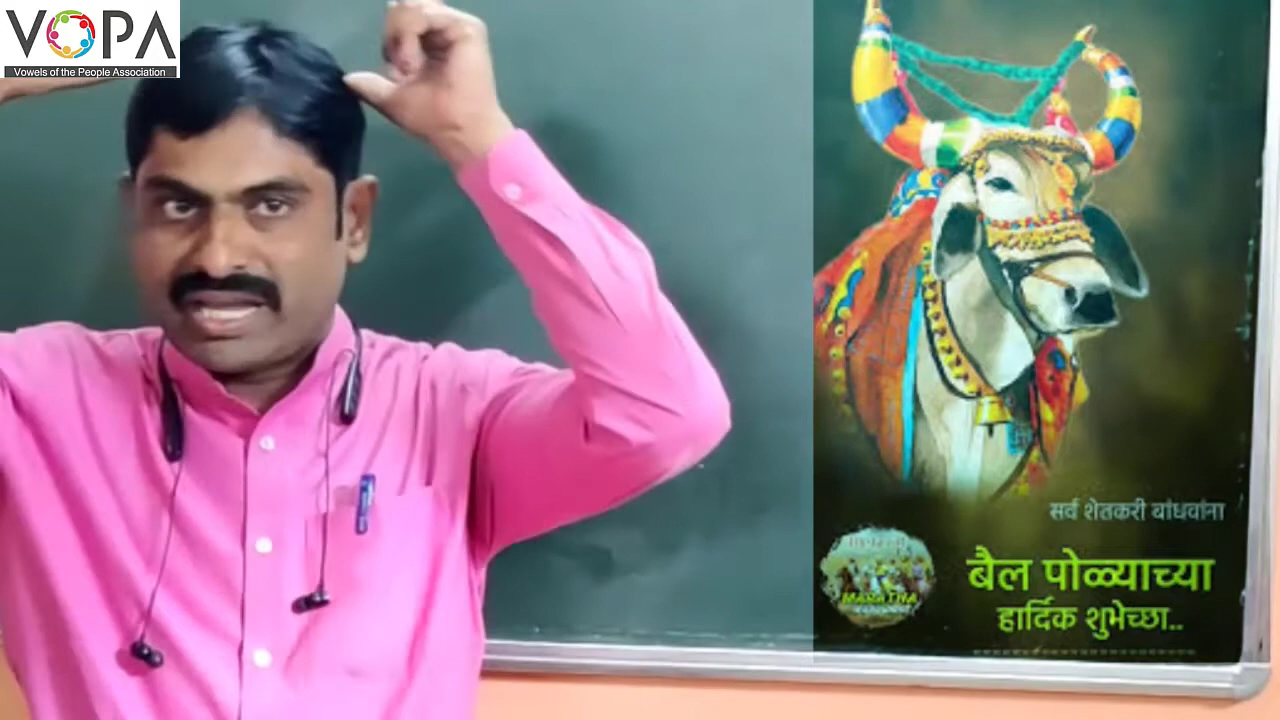 VOPA
Vowels of the People Association
सर्व शेतकरी बांधवांना
बैल पोळ्याच्या
हार्दिक शुभेच्छा..